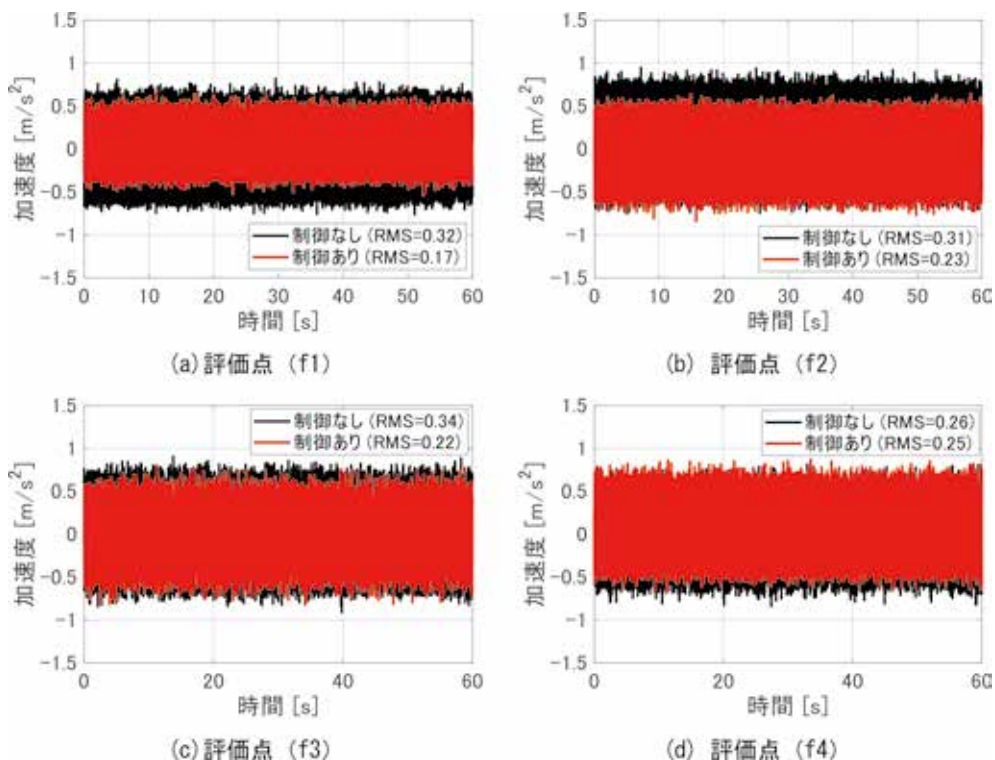 1.5
1
0.5
0
−0.5
−1
−1.5
加速度 [m/s²]
制御なし (RMS=0.32)
制御あり (RMS=0.17)
0 10 20 30 40 50 60
時間 [s]
(a) 評価点 (f1)
1.5
1
0.5
0
−0.5
−1
−1.5
加速度 [m/s²]
制御なし (RMS=0.31)
制御あり (RMS=0.23)
0 10 20 30 40 50 60
時間 [s]
(b) 評価点 (f2)
1.5
1
0.5
0
−0.5
−1
−1.5
加速度 [m/s²]
制御なし (RMS=0.34)
制御あり (RMS=0.22)
0 20 40 60
時間 [s]
(c) 評価点 (f3)
1.5
1
0.5
0
−0.5
−1
−1.5
加速度 [m/s²]
制御なし (RMS=0.26)
制御あり (RMS=0.25)
0 20 40 60
時間 [s]
(d) 評価点 (f4)